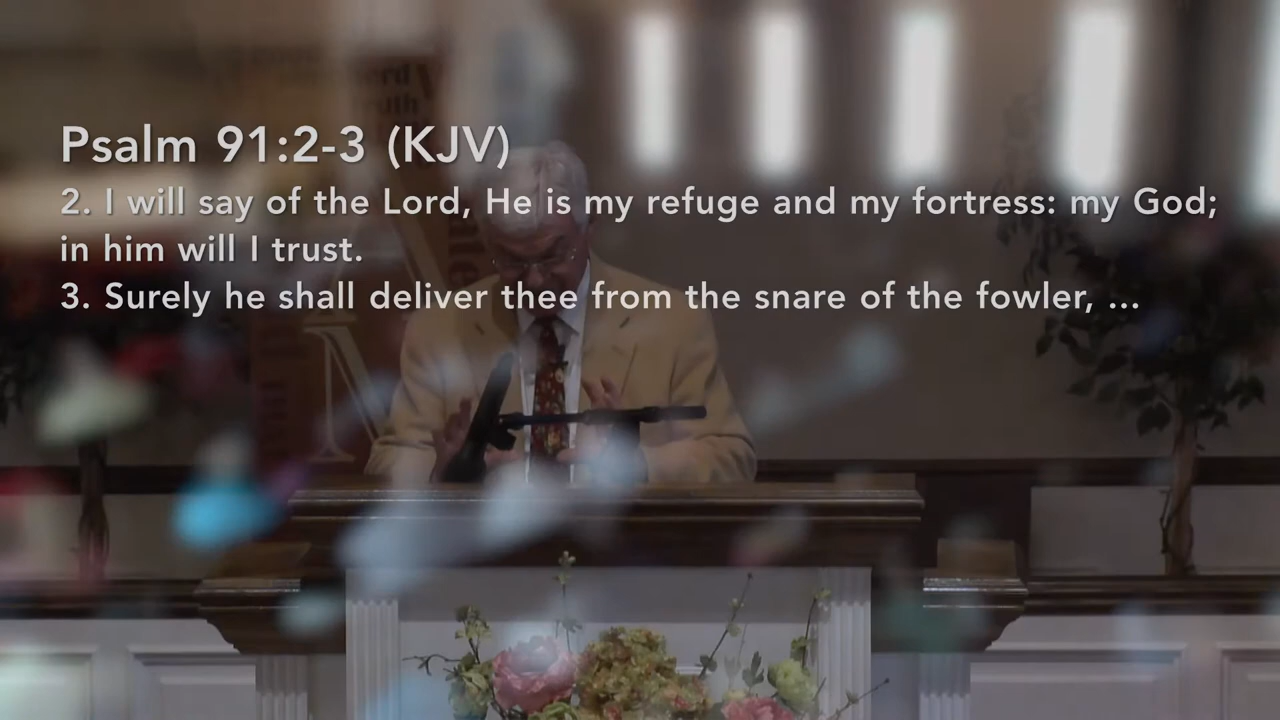 Psalm 91:2-3 (KJV)
2. I will say of the Lord, He is my refuge and my fortress: my God;
in him will I trust.
3. Surely he shall deliver thee from the snare of the fowler, ...